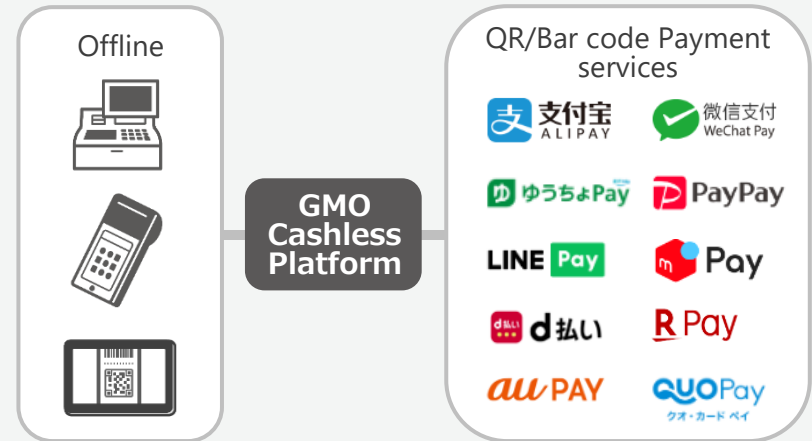 Offline
GMO
Cashless
Platform
QR/Bar code Payment
services
支 支付宝
ALIPAY
微信支付
WeChat Pay
ゆ ゆうちょPay
P PayPay
LINE Pay
m Pay
d払い d払い
R Pay
au PAY
QUOPay
クオ・カード ペイ